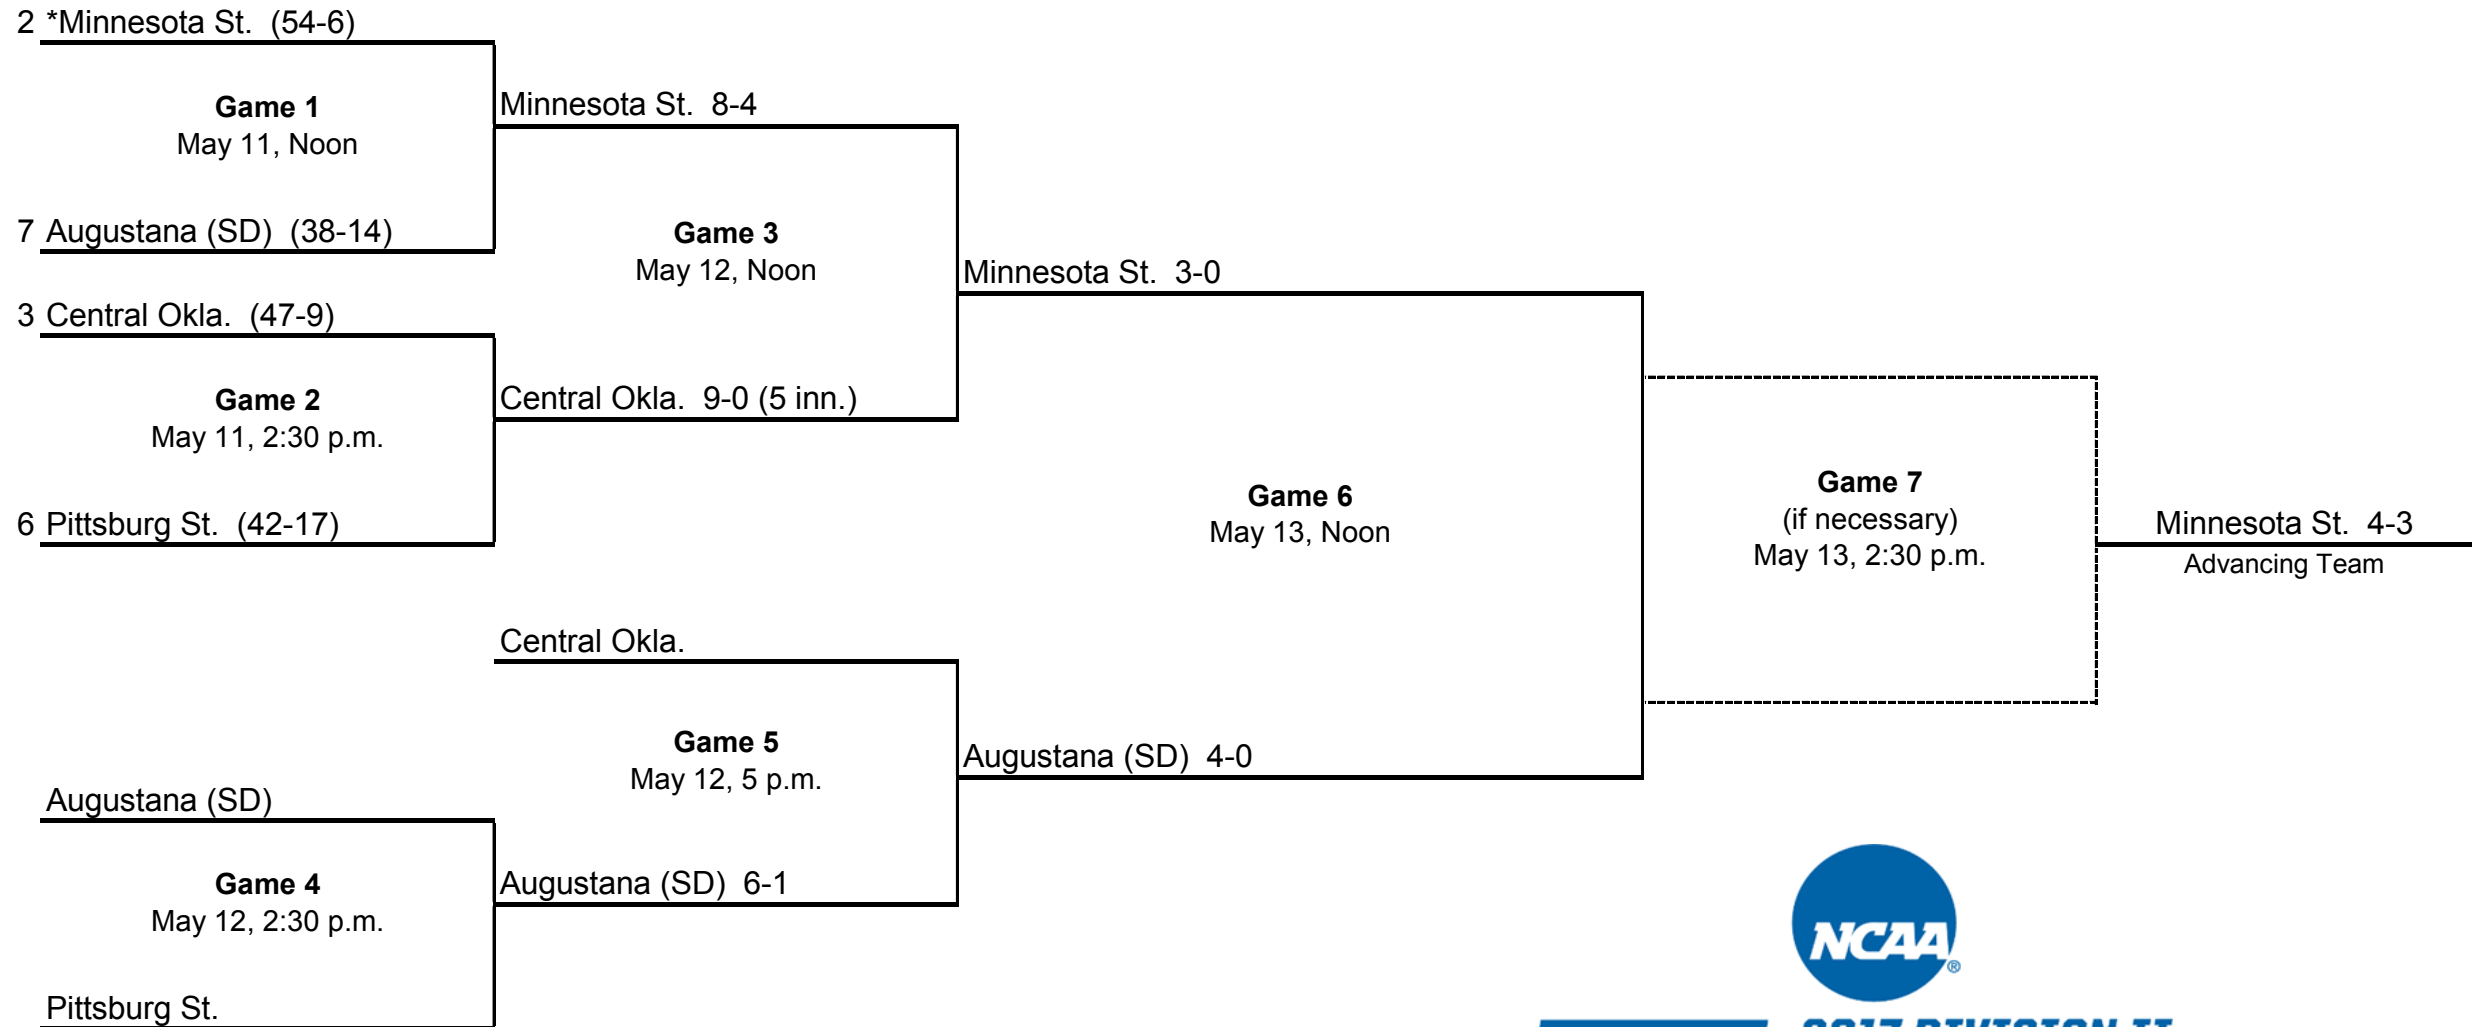 2 *Minnesota St. (54-6)
Game 1
May 11, Noon
7 Augustana (SD) (38-14)
Minnesota St. 8-4
Game 3
May 12, Noon
3 Central Okla. (47-9)
Game 2
May 11, 2:30 p.m.
6 Pittsburg St. (42-17)
Central Okla. 9-0 (5 inn.)
Minnesota St. 3-0
Game 6
May 13, Noon
Game 7
(if necessary)
May 13, 2:30 p.m.
Minnesota St. 4-3
Advancing Team
Central Okla.
Game 5
May 12, 5 p.m.
Augustana (SD) 4-0
Augustana (SD)
Game 4
May 12, 2:30 p.m.
Pittsburg St.
Augustana (SD) 6-1
NCAA®
2017 DIVISION II